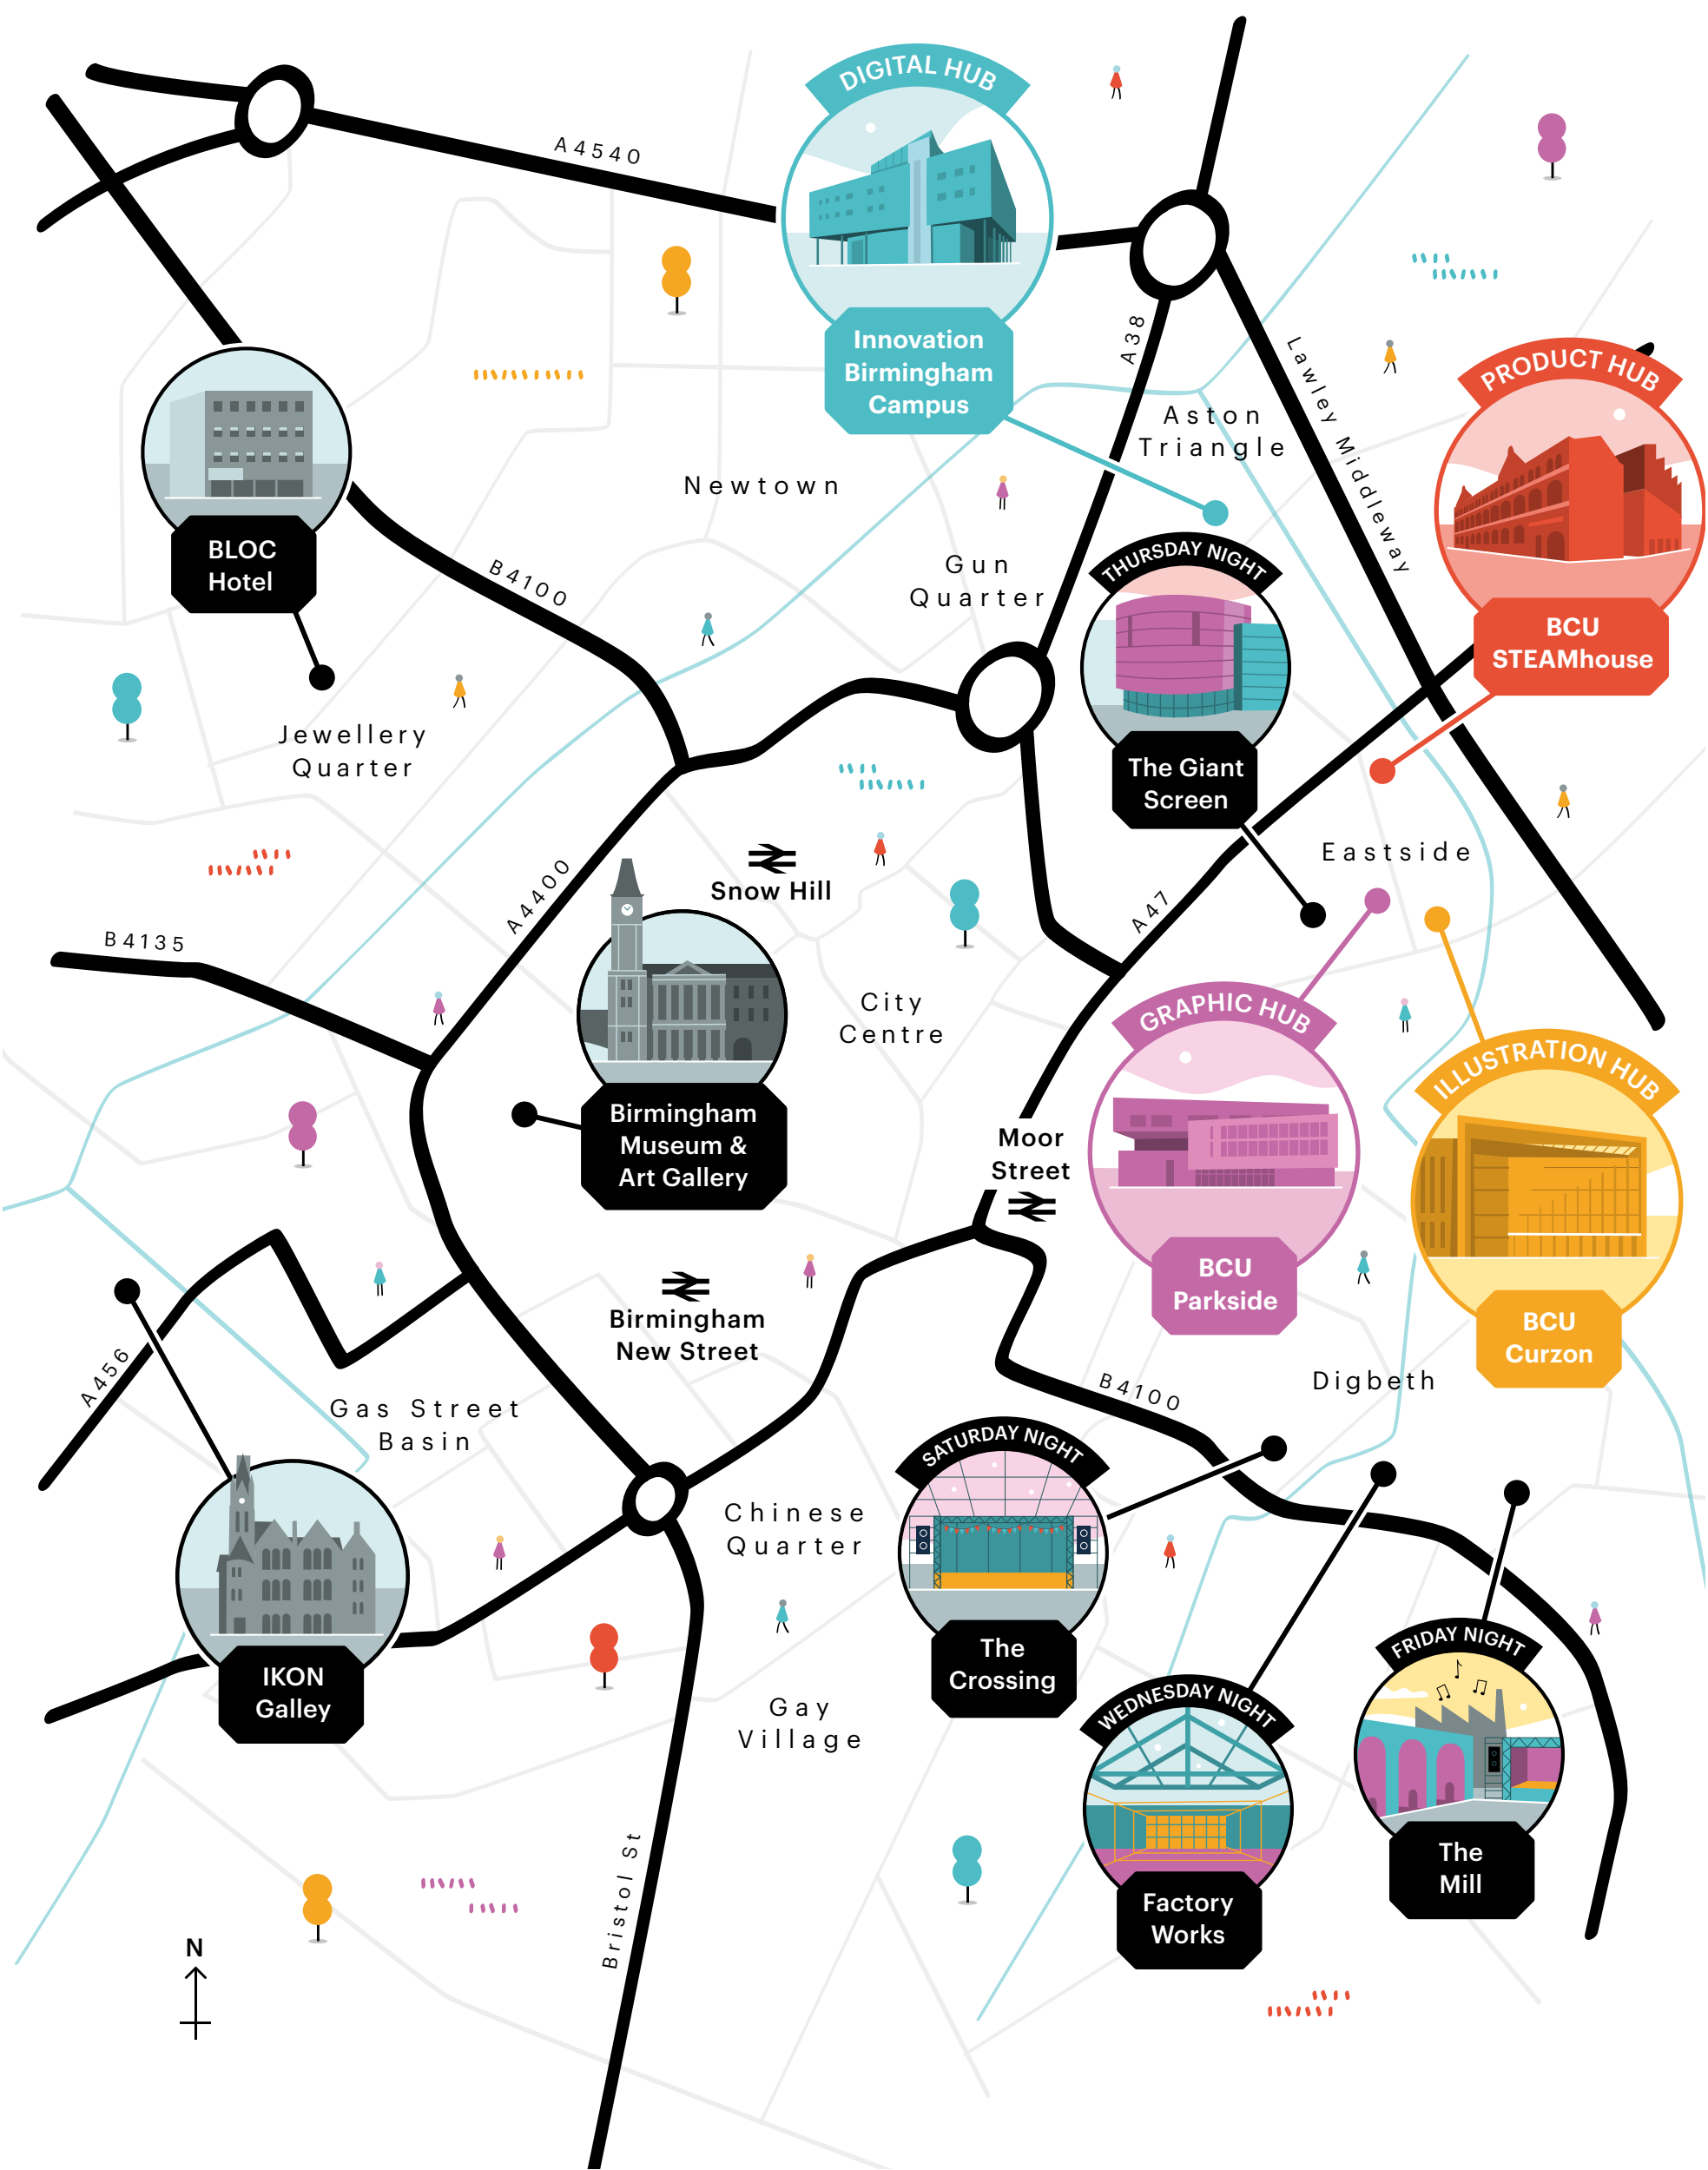 DIGITAL HUB
A4540
Innovation
Birmingham
Campus
A38
Lawley Middleway
PRODUCT HUB
Aston
Triangle
Newtown
BLOC
Hotel
B4100
THURSDAY NIGHT
Gun
Quarter
BCU
STEAMhouse
Jewellery
Quarter
The Giant
Screen
Eastside
Snow Hill
A4400
A47
B4135
City
Centre
GRAPHIC HUB
ILLUSTRATION HUB
Birmingham
Museum &
Art Gallery
Moor
Street
BCU
Parkside
BCU
Curzon
Birmingham
New Street
A456
B4100
Digbeth
Gas Street
Basin
SATURDAY NIGHT
Chinese
Quarter
The
Crossing
FRIDAY NIGHT
IKON
Galley
Gay
Village
WEDNESDAY NIGHT
The
Mill
Bristol St
Factory
Works
N